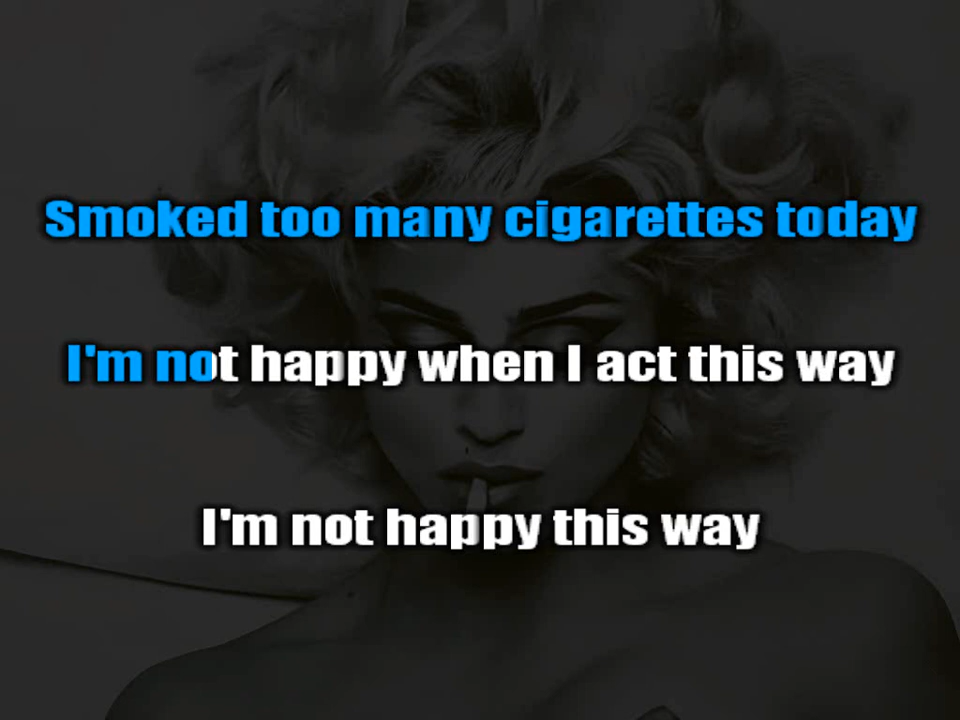 Smoked too many cigarettes today
I'm not happy when I act this way
I'm not happy this way